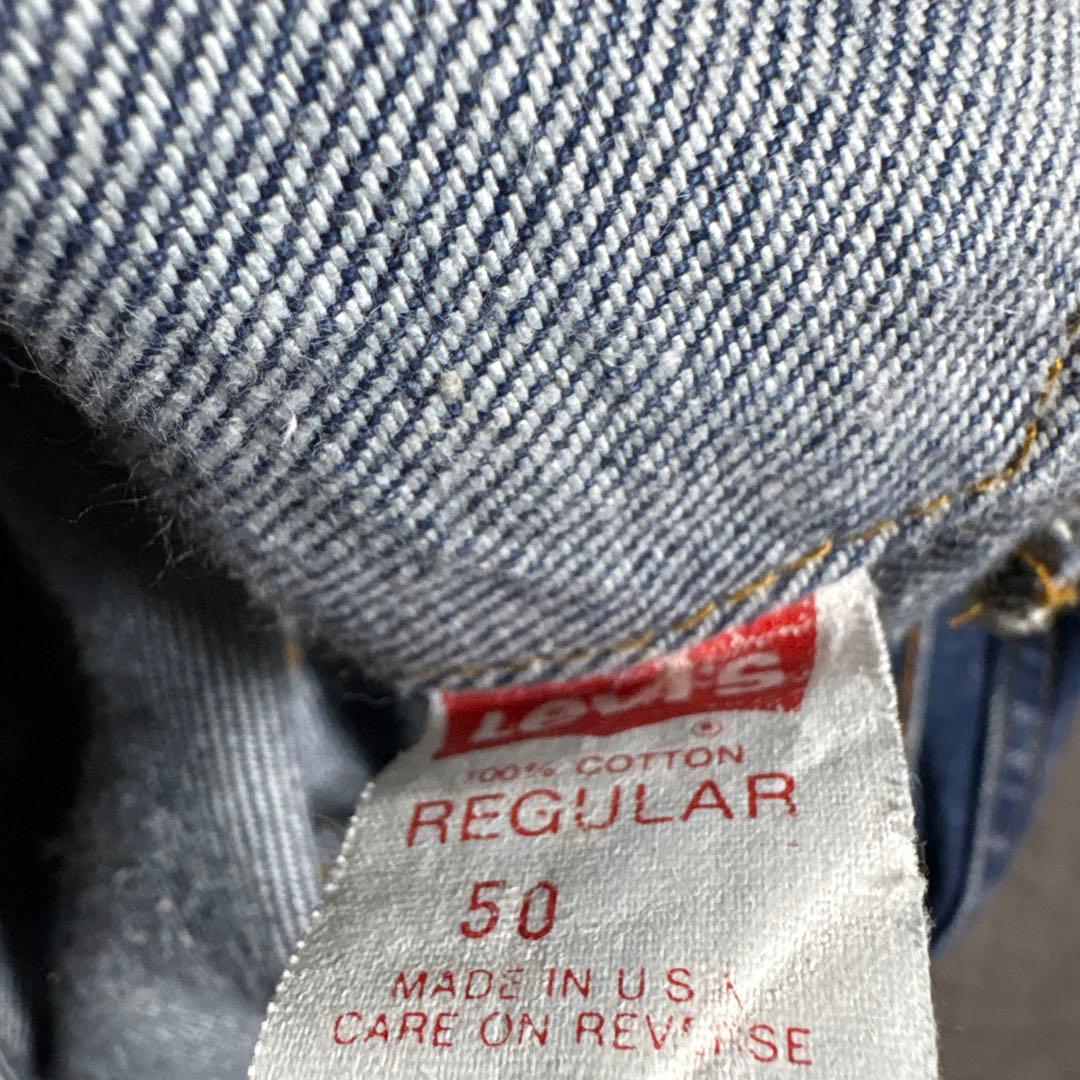 Levi's ®
100% COTTON
REGULAR
50
MADE IN U S A
CARE ON REVERSE